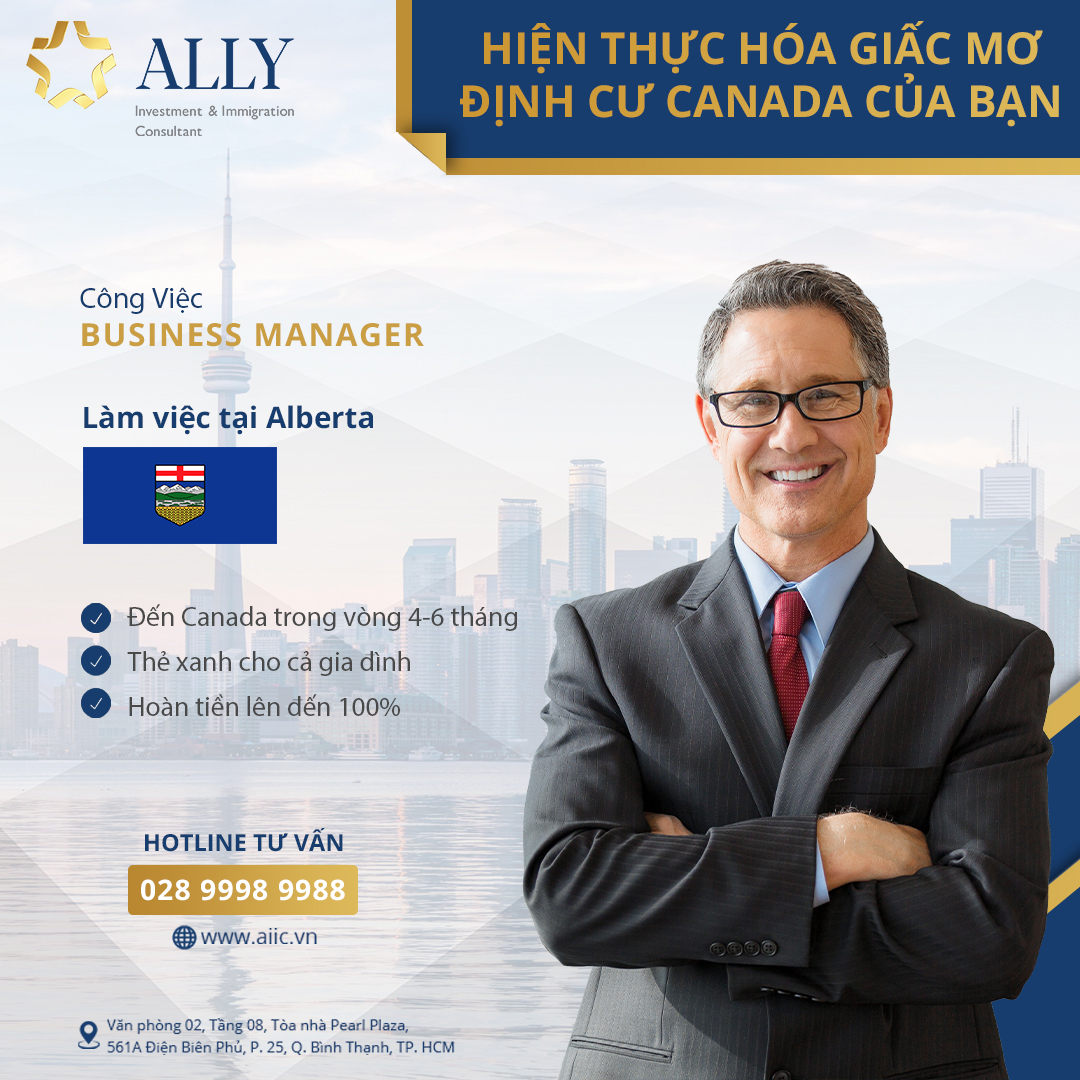 ALLY
Investment & Immigration
Consultant
HIỆN THỰC HÓA GIẤC MƠ
ĐỊNH CƯ CANADA CỦA BẠN
Công Việc
BUSINESS MANAGER
Làm việc tại Alberta
Đến Canada trong vòng 4-6 tháng
Thẻ xanh cho cả gia đình
Hoàn tiền lên đến 100%
HOTLINE TƯ VẤN
028 9998 9988
www.aiic.vn
Văn phòng 02, Tầng 08, Tòa nhà Pearl Plaza,
561A Điện Biên Phủ, P. 25, Q. Bình Thạnh, TP. HCM